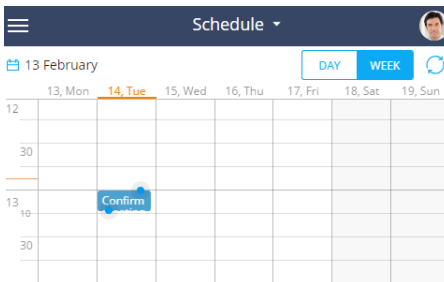 Schedule
13 February
DAY WEEK
13, Mon 14, Tue 15, Wed 16, Thu 17, Fri 18, Sat 19, Sun
12
30
13
10
Confirm
30